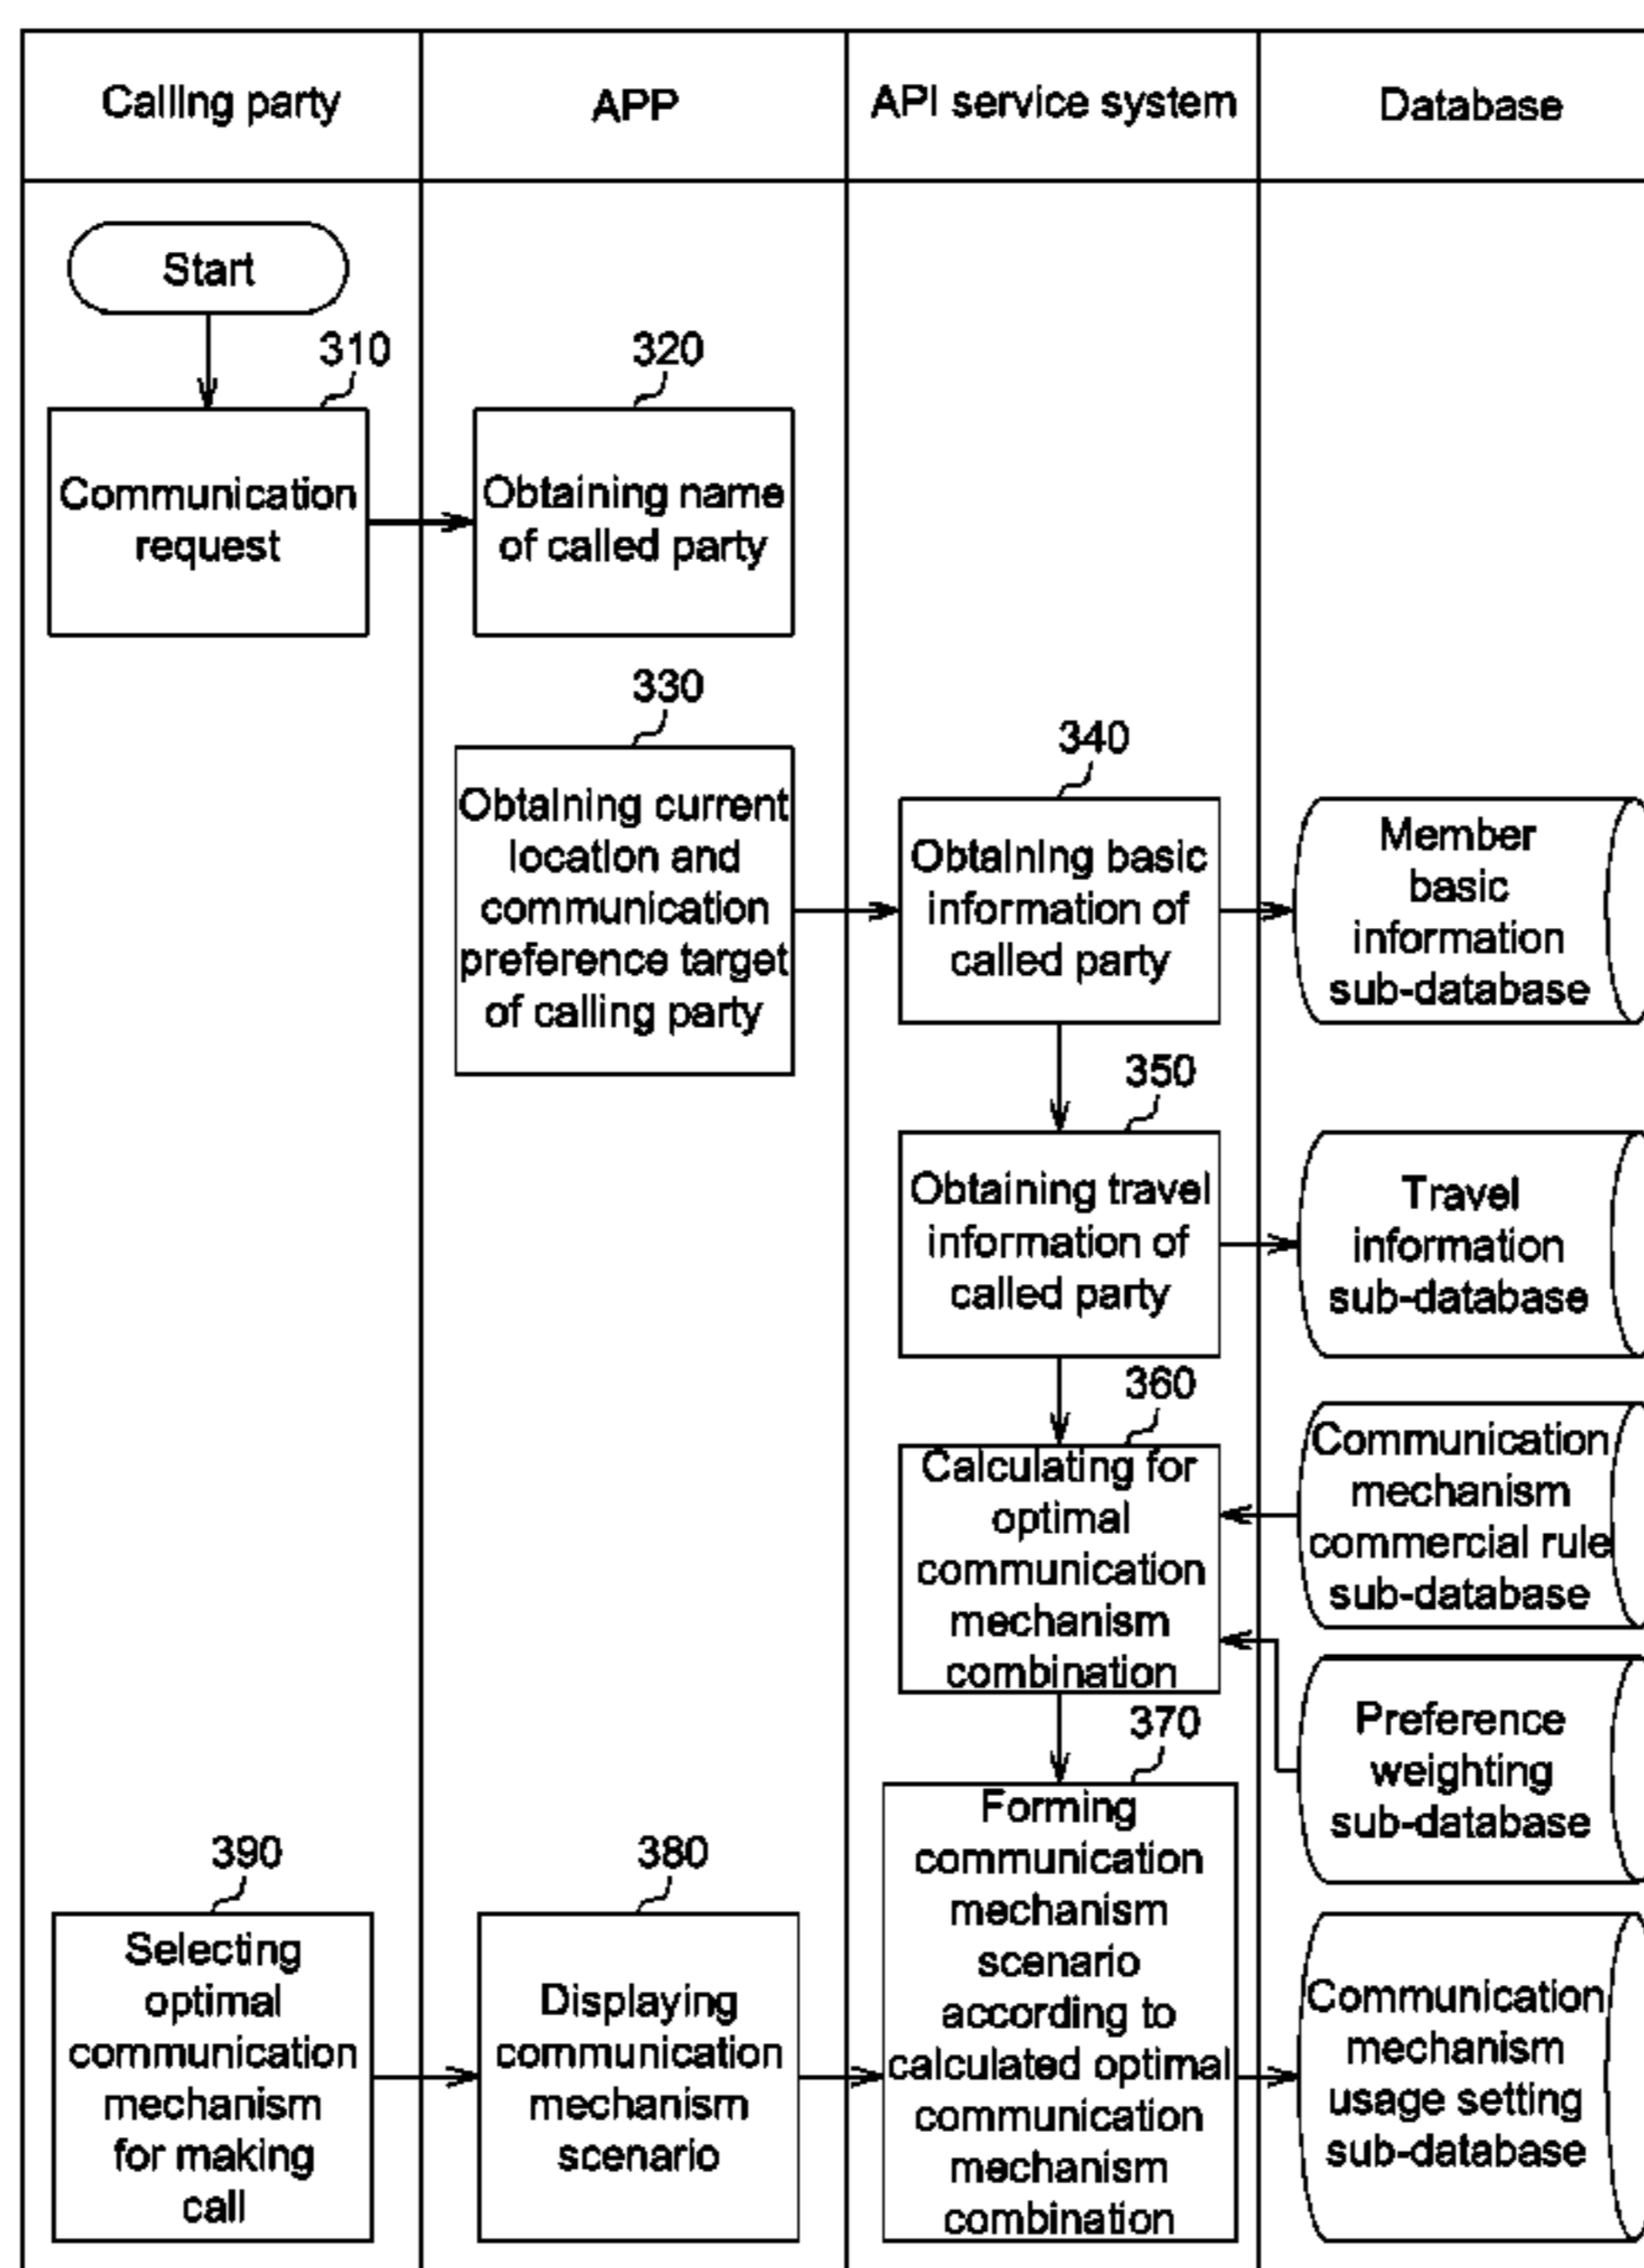 Calling party
APP
API service system
Database
Start
310
Communication
request
320
Obtaining name
of called party
330
Obtaining current
location and
communication
preference target
of calling party
340
Obtaining basic
information of
called party
Member
basic
information
sub-database
350
Obtaining travel
information of
called party
Travel
information
sub-database
360
Calculating for
optimal
communication
mechanism
combination
Communication
mechanism
commercial rule
sub-database
Preference
weighting
sub-database
370
Forming
communication
mechanism
scenario
according to
calculated optimal
communication
mechanism
combination
390
Selecting
optimal
communication
mechanism
for making
call
380
Displaying
communication
mechanism
scenario
Communication
mechanism
usage setting
sub-database